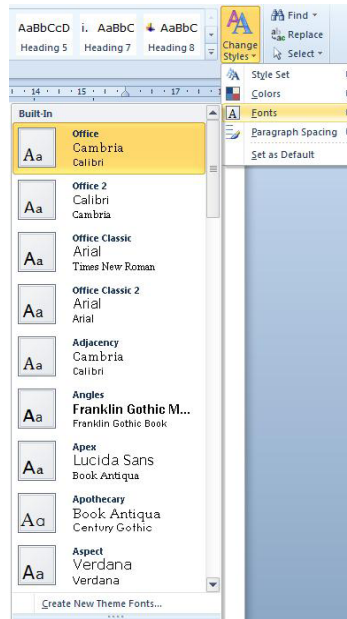 AaBbCcD i. AaBbC AaBbC
Heading 5 Heading 7 Heading 8
Change
Styles
Find
Replace
Select
Style Set
Colors
Fonts
Paragraph Spacing
Set as Default
14 15 17
Built-In
Aa
Office
Cambria
Calibri
Aa
Office 2
Calibri
Cambria
Aa
Office Classic
Arial
Times New Roman
Aa
Office Classic 2
Arial
Arial
Aa
Adjacency
Cambria
Calibri
Aa
Angles
Franklin Gothic M...
Franklin Gothic Book
Aa
Apex
Lucida Sans
Book Antiqua
Aa
Apothecary
Book Antiqua
Century Gothic
Aa
Aspect
Verdana
Verdana
Create New Theme Fonts...